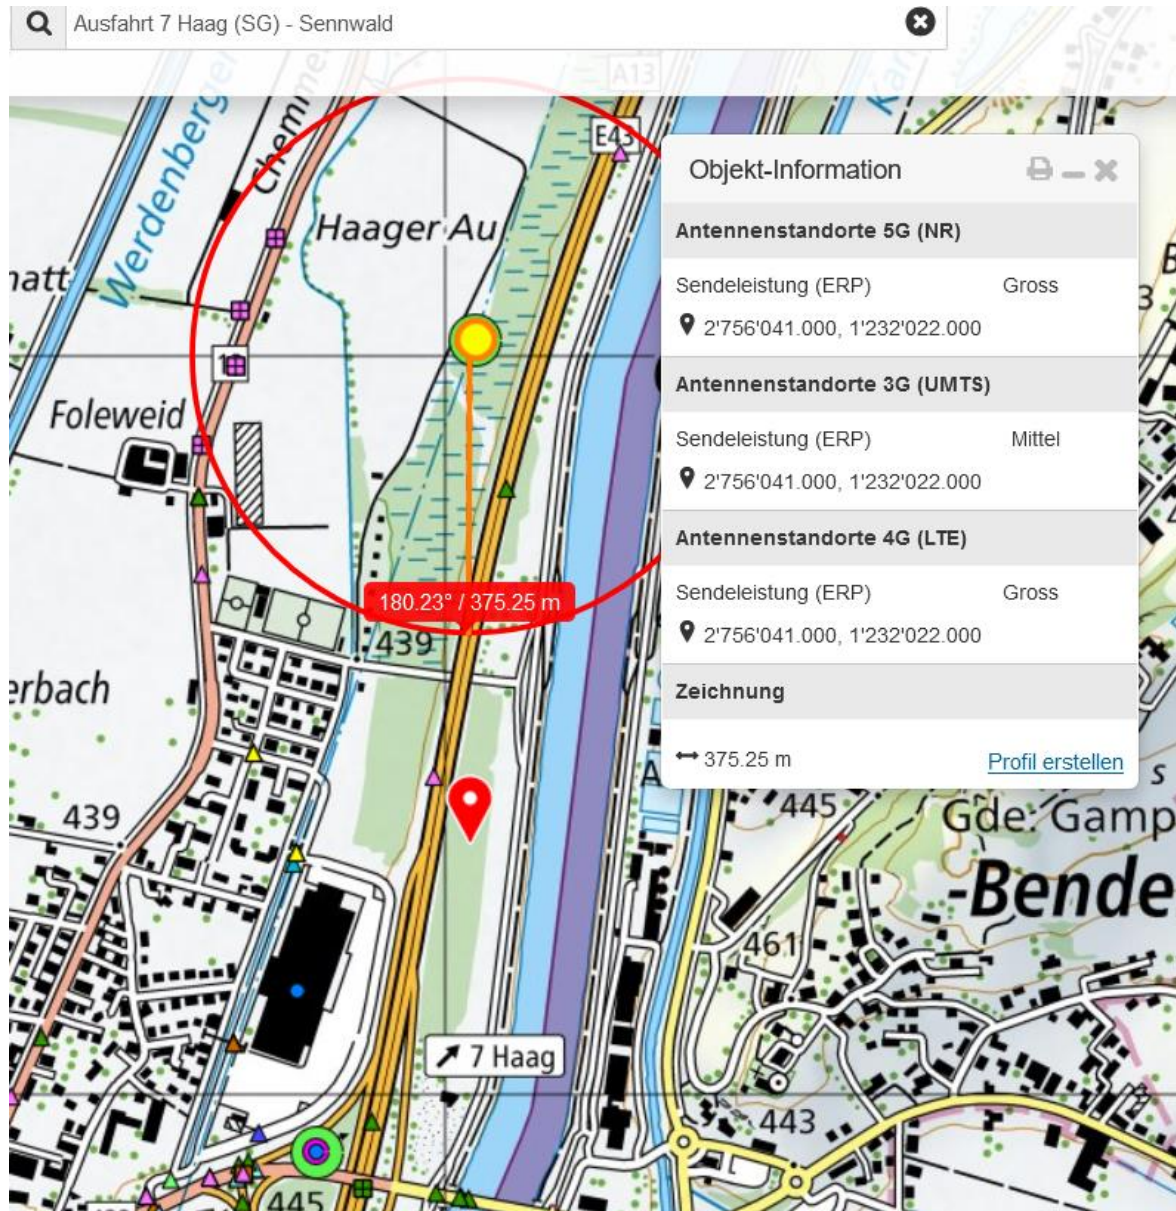 Ausfahrt 7 Haag (SG) - Sennwald
A13
E43
Werdenberger
Chemme
Haager Au
Foleweid
180.23° / 375.25 m
439
erbach
439
445
Gde: Gamp
-Bende
461
7 Haag
443
445
Objekt-Information
Antennenstandorte 5G (NR)
Sendeleistung (ERP) Gross
2'756'041.000, 1'232'022.000
Antennenstandorte 3G (UMTS)
Sendeleistung (ERP) Mittel
2'756'041.000, 1'232'022.000
Antennenstandorte 4G (LTE)
Sendeleistung (ERP) Gross
2'756'041.000, 1'232'022.000
Zeichnung
375.25 m Profil erstellen